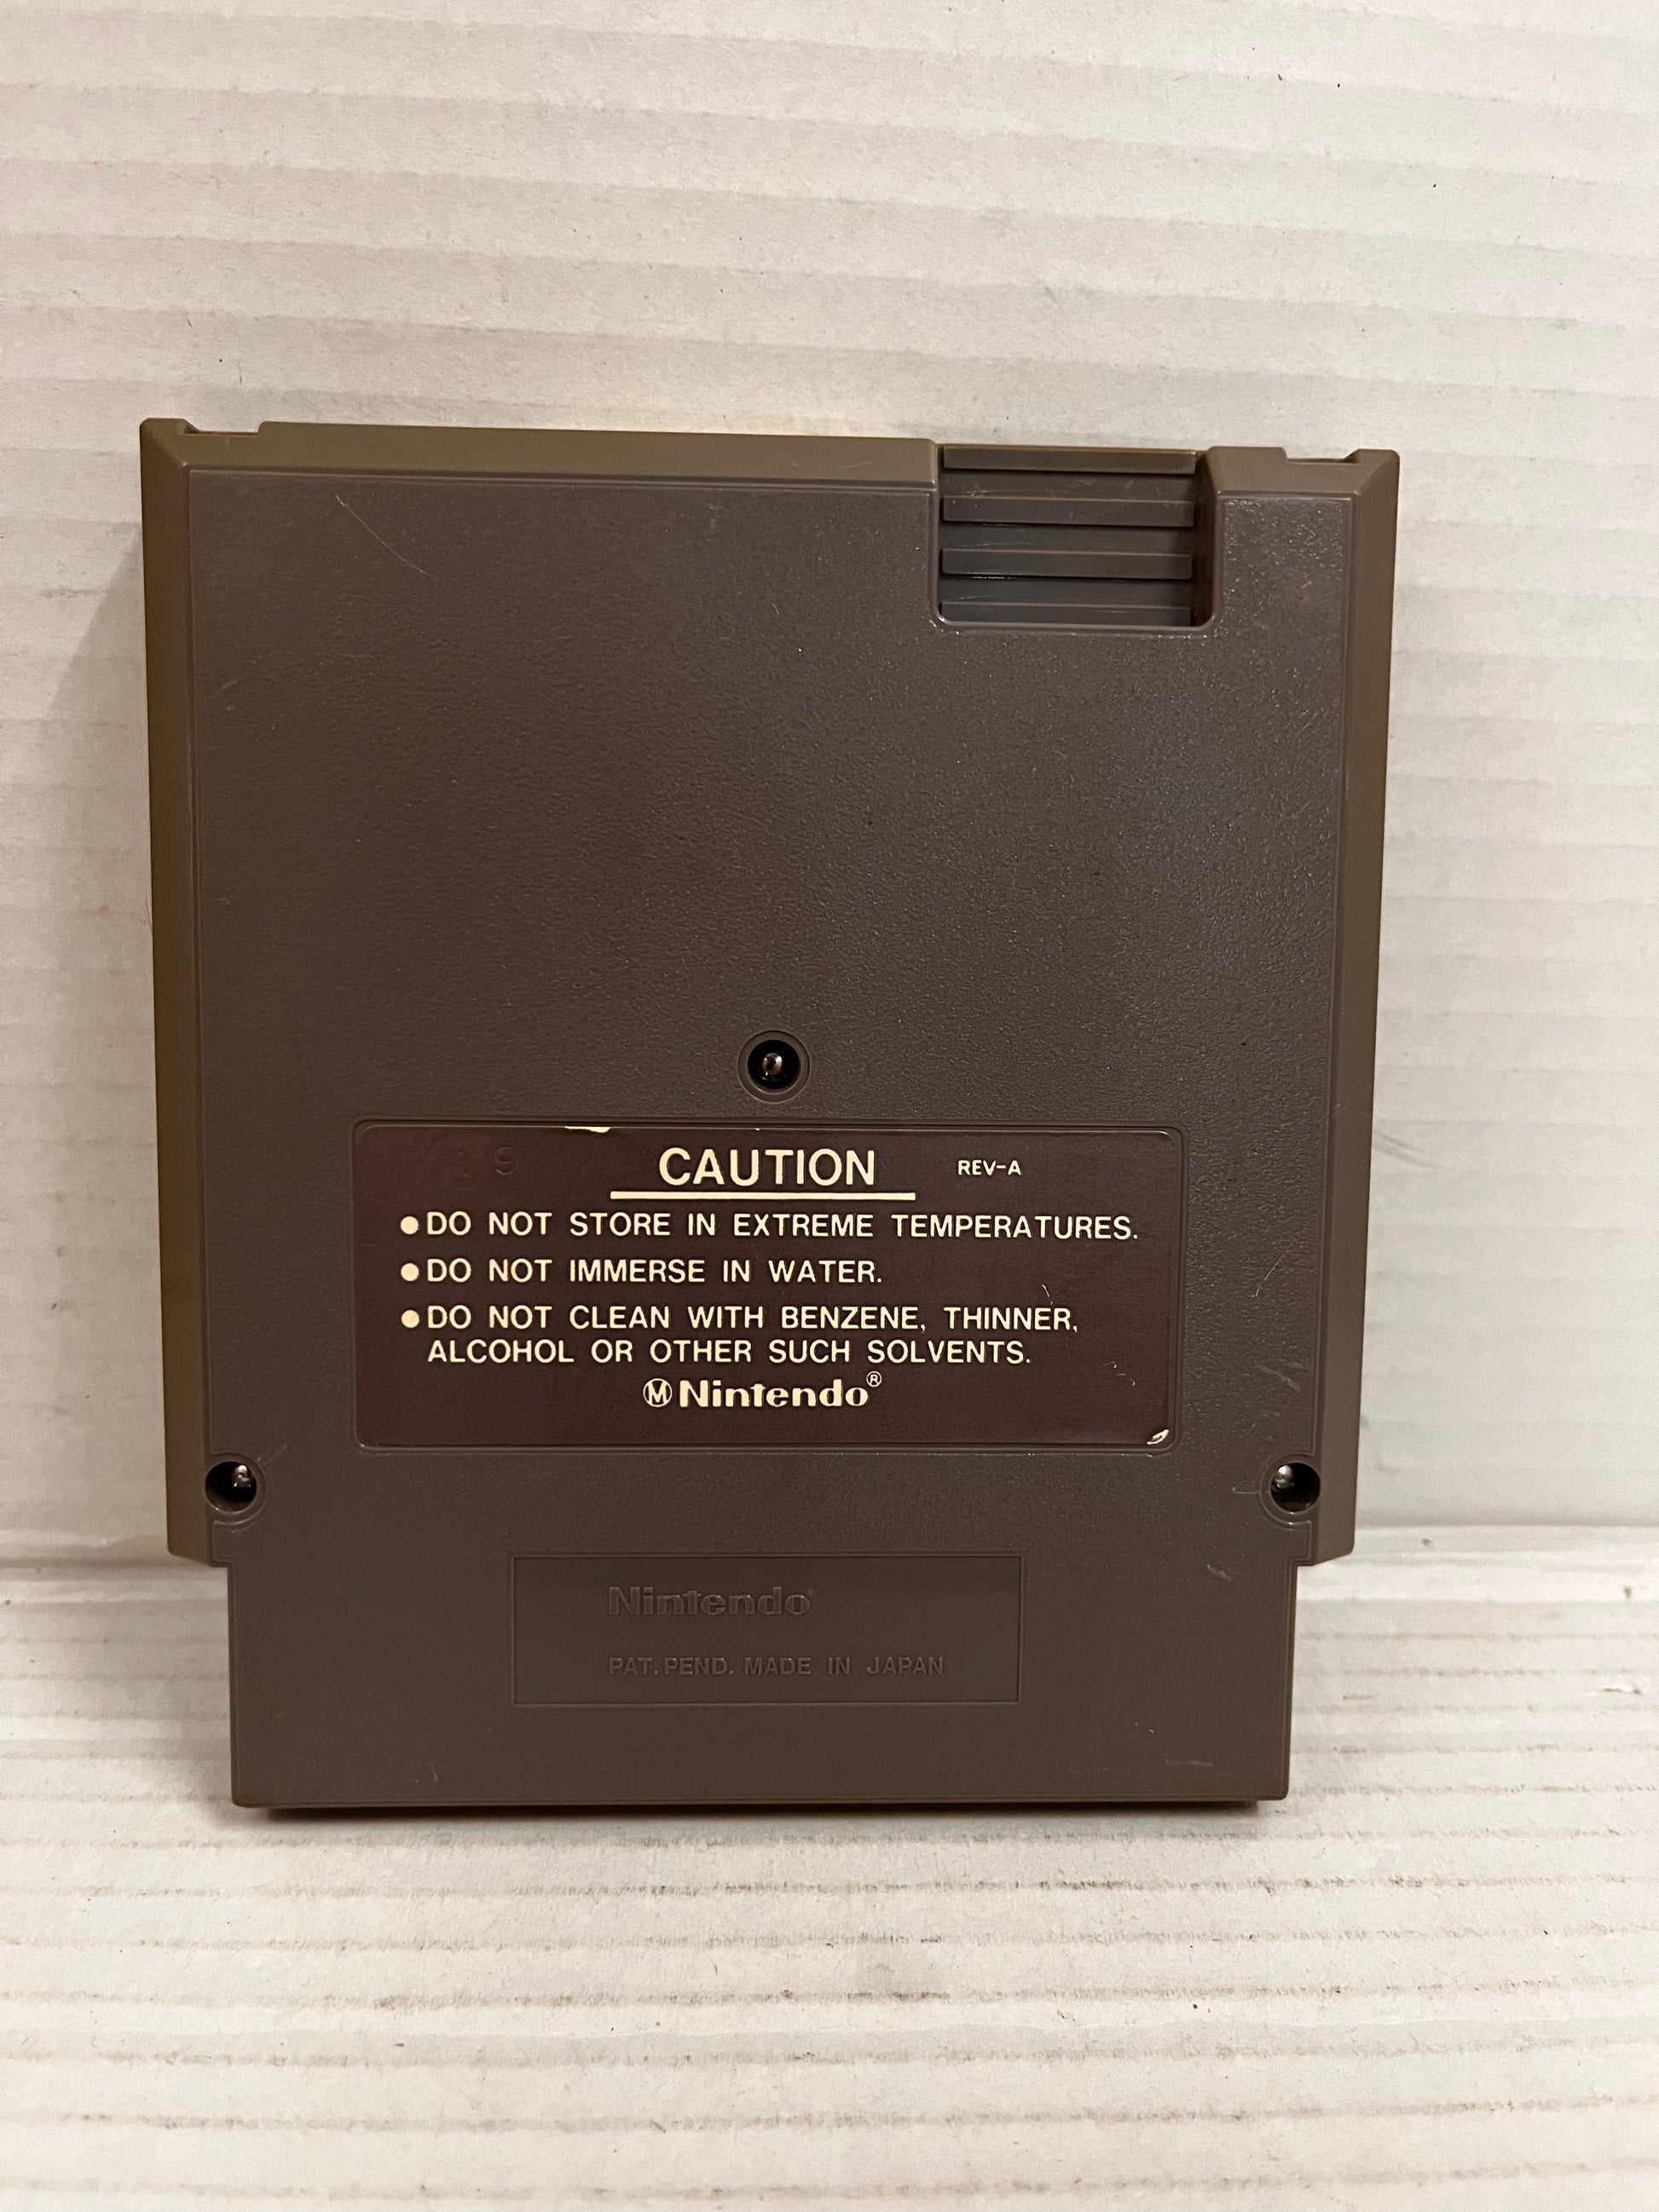 19
CAUTION REV-A
●DO NOT STORE IN EXTREME TEMPERATURES.
●DO NOT IMMERSE IN WATER.
●DO NOT CLEAN WITH BENZENE, THINNER,
ALCOHOL OR OTHER SUCH SOLVENTS.
Ⓜ Nintendo®
Nintendo
PAT. PEND. MADE IN JAPAN